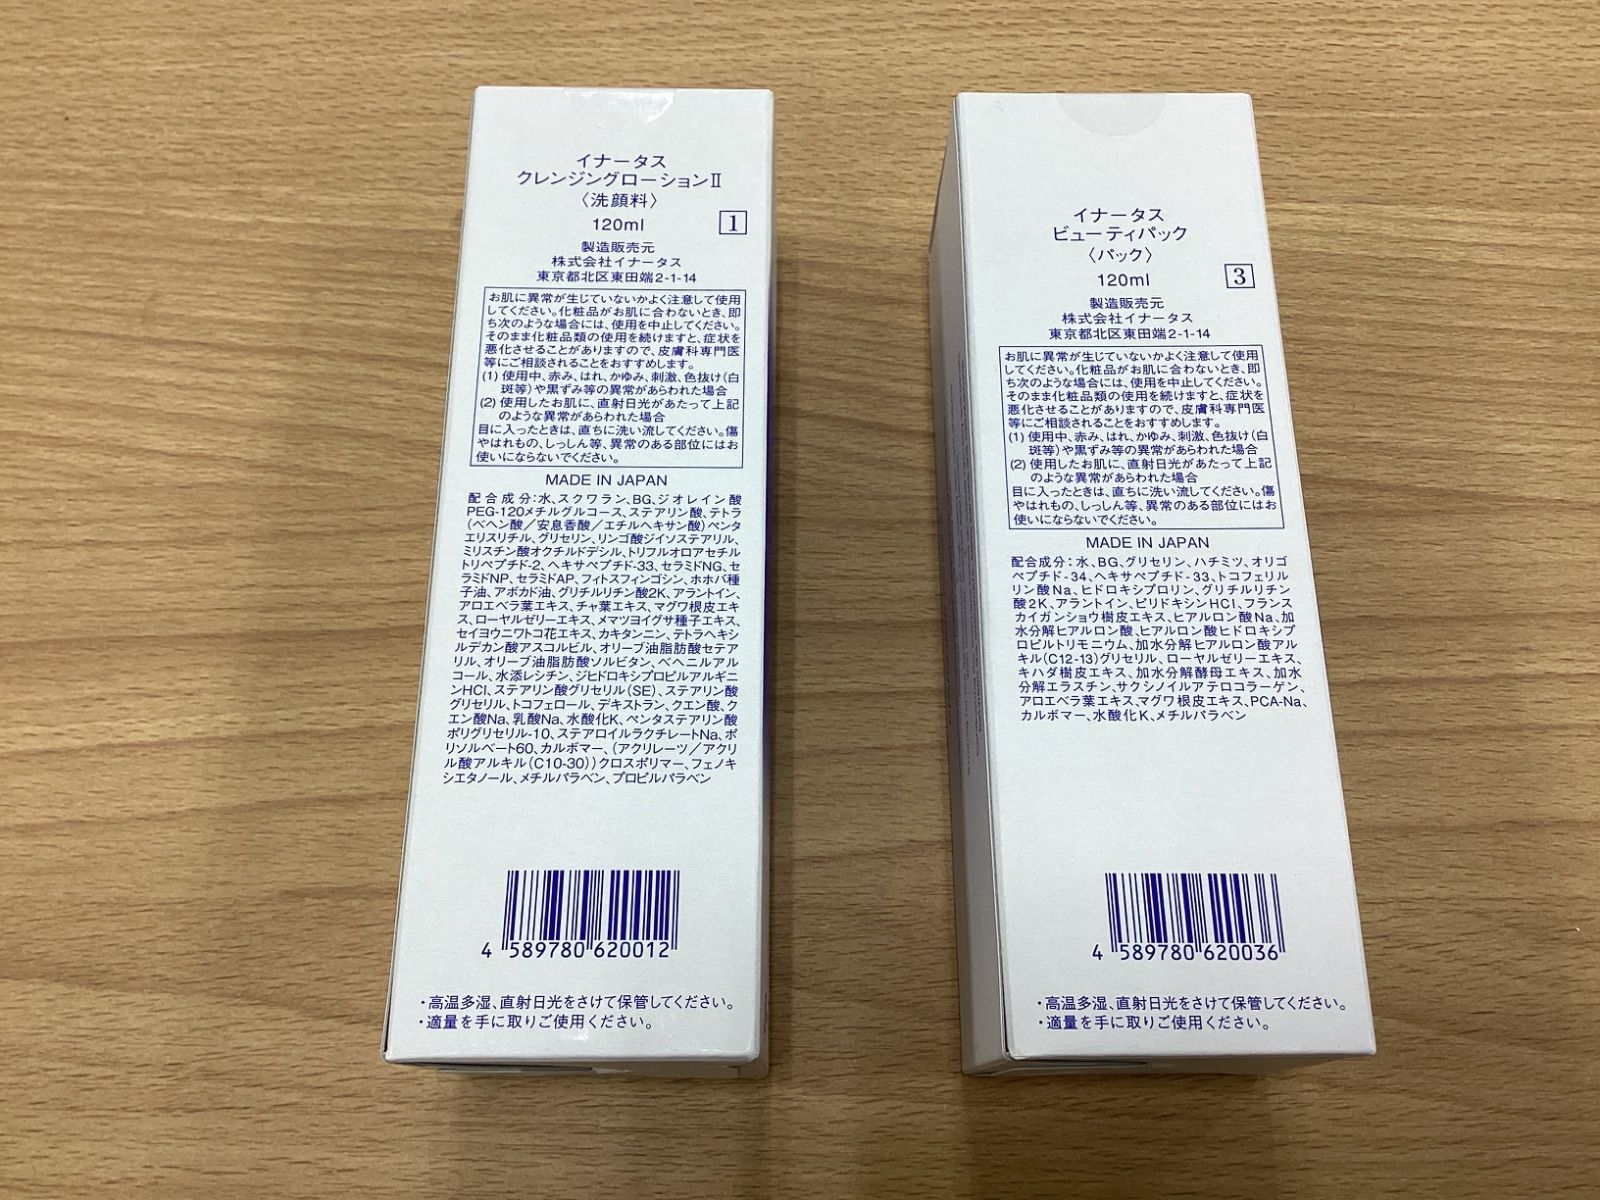 イナータス
クレンジングローションⅡ
〈洗顔料〉
120ml
1
製造販売元
株式会社イナータス
東京都北区東田端2-1-14
お肌に異常が生じていないかよく注意して使用
してください。化粧品がお肌に合わないとき、即
ち次のような場合には、使用を中止してください。
そのまま化粧品類の使用を続けますと、症状を
悪化させることがありますので、皮膚科専門医
等にご相談されることをおすすめします。
(1) 使用中、赤み、はれ、かゆみ、刺激、色抜け(白
斑等)や黒ずみ等の異常があらわれた場合
(2) 使用したお肌に、直射日光があたって上記
のような異常があらわれた場合
目に入ったときは、直ちに洗い流してください。傷
やはれもの、しっしん等、異常のある部位にはお
使いにならないでください。
MADE IN JAPAN
配合成分:水、スクワラン、BG、ジオレイン酸
PEG-120メチルグルコース、ステアリン酸、テトラ
(ベヘン酸／安息香酸／エチルヘキサン酸)ペンタ
エリスリチル、グリセリン、リンゴ酸ジイソステアリル、
ミリスチン酸オクチルドデシル、トリフルオロアセチル
トリペプチド-2、ヘキサペプチド-33、セラミドNG、セ
ラミドNP、セラミドAP、フィトスフィンゴシン、ホホバ種
子油、アボカド油、グリチルリチン酸2K、アラントイン、
アロエベラ葉エキス、チャ葉エキス、マグワ根皮エキ
ス、ローヤルゼリーエキス、メマツヨイグサ種子エキス、
セイヨウニワトコ花エキス、カキタンニン、テトラヘキシ
ルデカン酸アスコルビル、オリーブ油脂肪酸セテア
リル、オリーブ油脂肪酸ソルビタン、ベヘニルアル
コール、水添レシチン、ジヒドロキシプロピルアルギニ
ンHCl、ステアリン酸グリセリル(SE)、ステアリン酸
グリセリル、トコフェロール、デキストラン、クエン酸、ク
エン酸Na、乳酸Na、水酸化K、ペンタステアリン酸
ポリグリセリル-10、ステアロイルラクチレートNa、ポ
リソルベート60、カルボマー、(アクリレーツ／アクリ
ル酸アルキル(C10-30))クロスポリマー、フェノキ
シエタノール、メチルパラベン、プロピルパラベン
4 589780 620012
・高温多湿、直射日光をさけて保管してください。
・適量を手に取りご使用ください。
イナータス
ビューティパック
〈パック〉
120ml
3
製造販売元
株式会社イナータス
東京都北区東田端2-1-14
お肌に異常が生じていないかよく注意して使用
してください。化粧品がお肌に合わないとき、即
ち次のような場合には、使用を中止してください。
そのまま化粧品類の使用を続けますと、症状を
悪化させることがありますので、皮膚科専門医
等にご相談されることをおすすめします。
(1) 使用中、赤み、はれ、かゆみ、刺激、色抜け(白
斑等)や黒ずみ等の異常があらわれた場合
(2) 使用したお肌に、直射日光があたって上記
のような異常があらわれた場合
目に入ったときは、直ちに洗い流してください。傷
やはれもの、しっしん等、異常のある部位にはお
使いにならないでください。
MADE IN JAPAN
配合成分:水、BG、グリセリン、ハチミツ、オリゴ
ペプチド-34、ヘキサペプチド-33、トコフェリル
リン酸Na、ヒドロキシプロリン、グリチルリチン
酸2K、アラントイン、ピリドキシンHCl、フランス
カイガンショウ樹皮エキス、ヒアルロン酸Na、加
水分解ヒアルロン酸、ヒアルロン酸ヒドロキシプ
ロピルトリモニウム、加水分解ヒアルロン酸アル
キル(C12-13)グリセリル、ローヤルゼリーエキス、
キハダ樹皮エキス、加水分解酵母エキス、加水
分解エラスチン、サクシノイルアテロコラーゲン、
アロエベラ葉エキス、マグワ根皮エキス、PCA-Na、
カルボマー、水酸化K、メチルパラベン
4 589780 620036
・高温多湿、直射日光をさけて保管してください。
・適量を手に取りご使用ください。